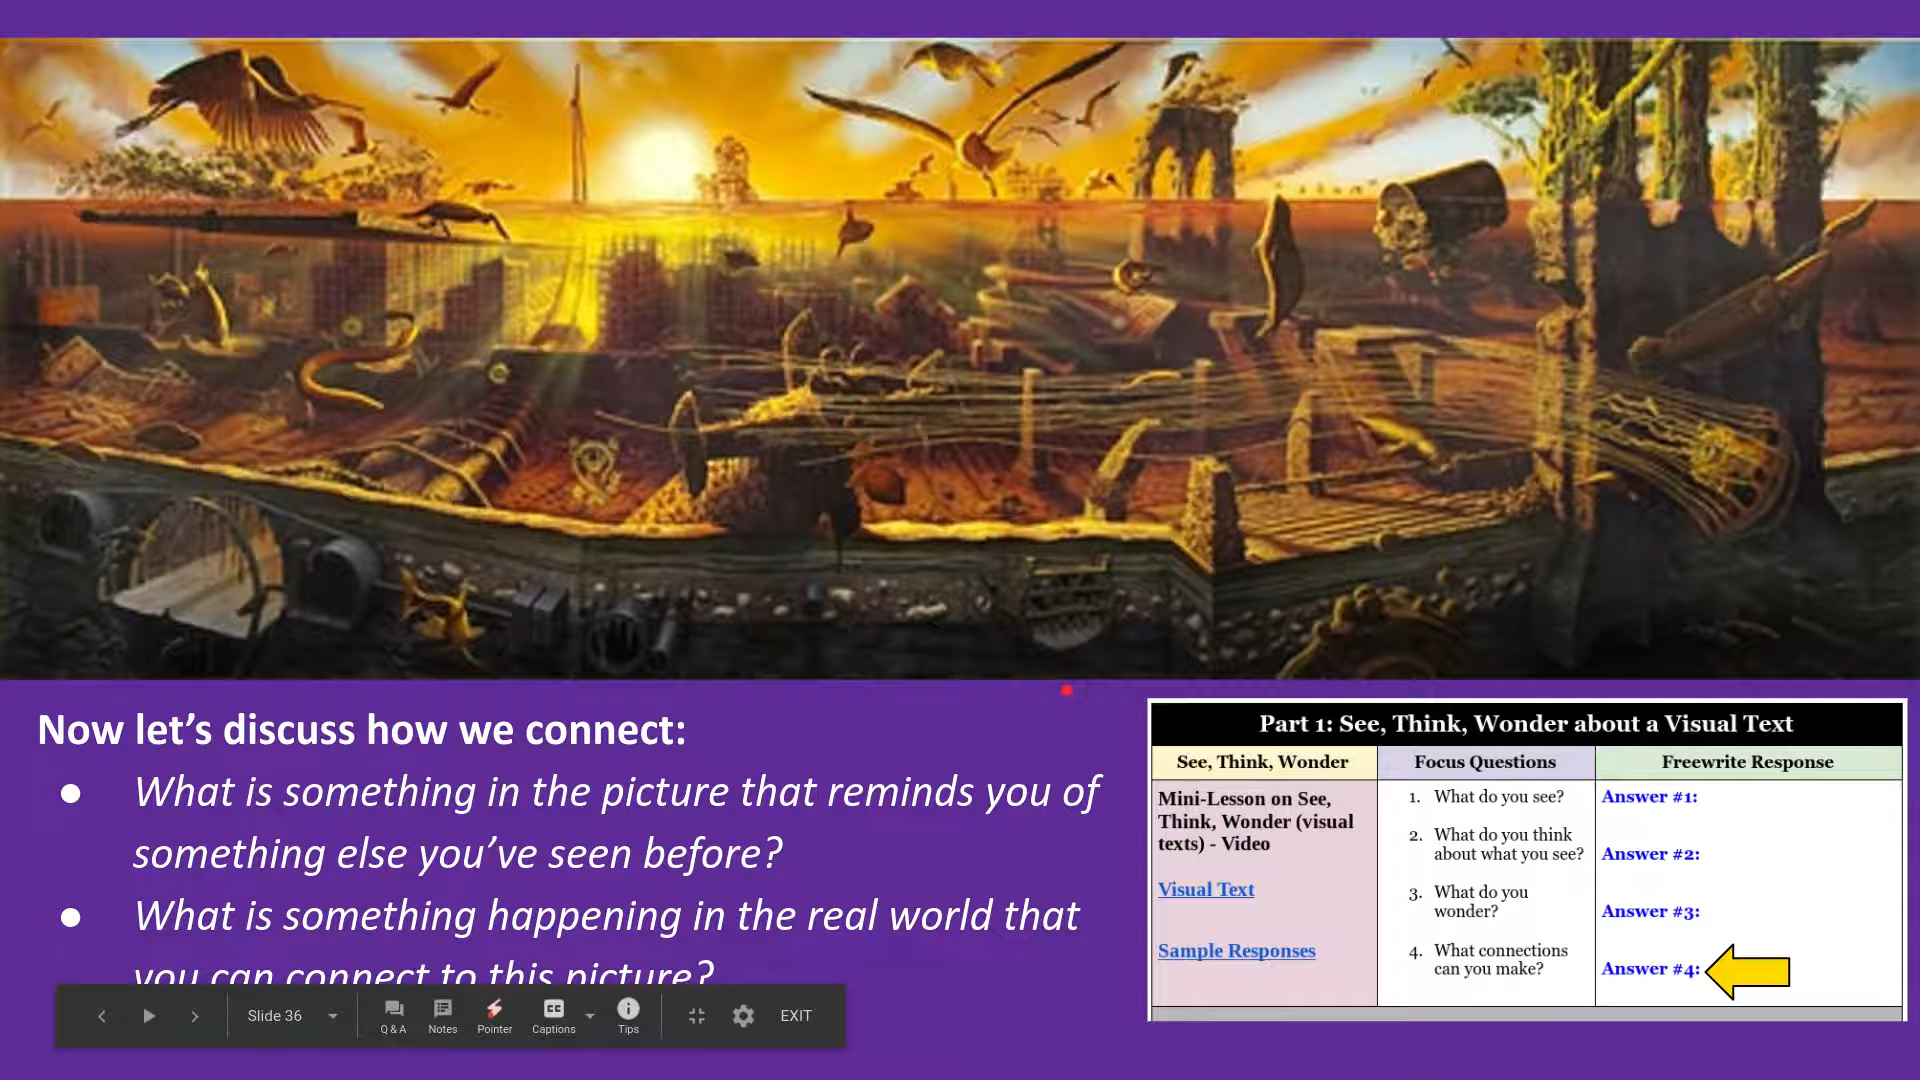 Now let’s discuss how we connect:
● What is something in the picture that reminds you of
something else you’ve seen before?
● What is something happening in the real world that
you can connect to this picture?
Part 1: See, Think, Wonder about a Visual Text
See, Think, Wonder
Focus Questions
Freewrite Response
Mini-Lesson on See,
Think, Wonder (visual
texts) - Video
Visual Text
Sample Responses
1. What do you see?
2. What do you think
about what you see?
3. What do you
wonder?
4. What connections
can you make?
Answer #1:
Answer #2:
Answer #3:
Answer #4:
Slide 36
Q & A
Notes
Pointer
CC
Captions
Tips
EXIT